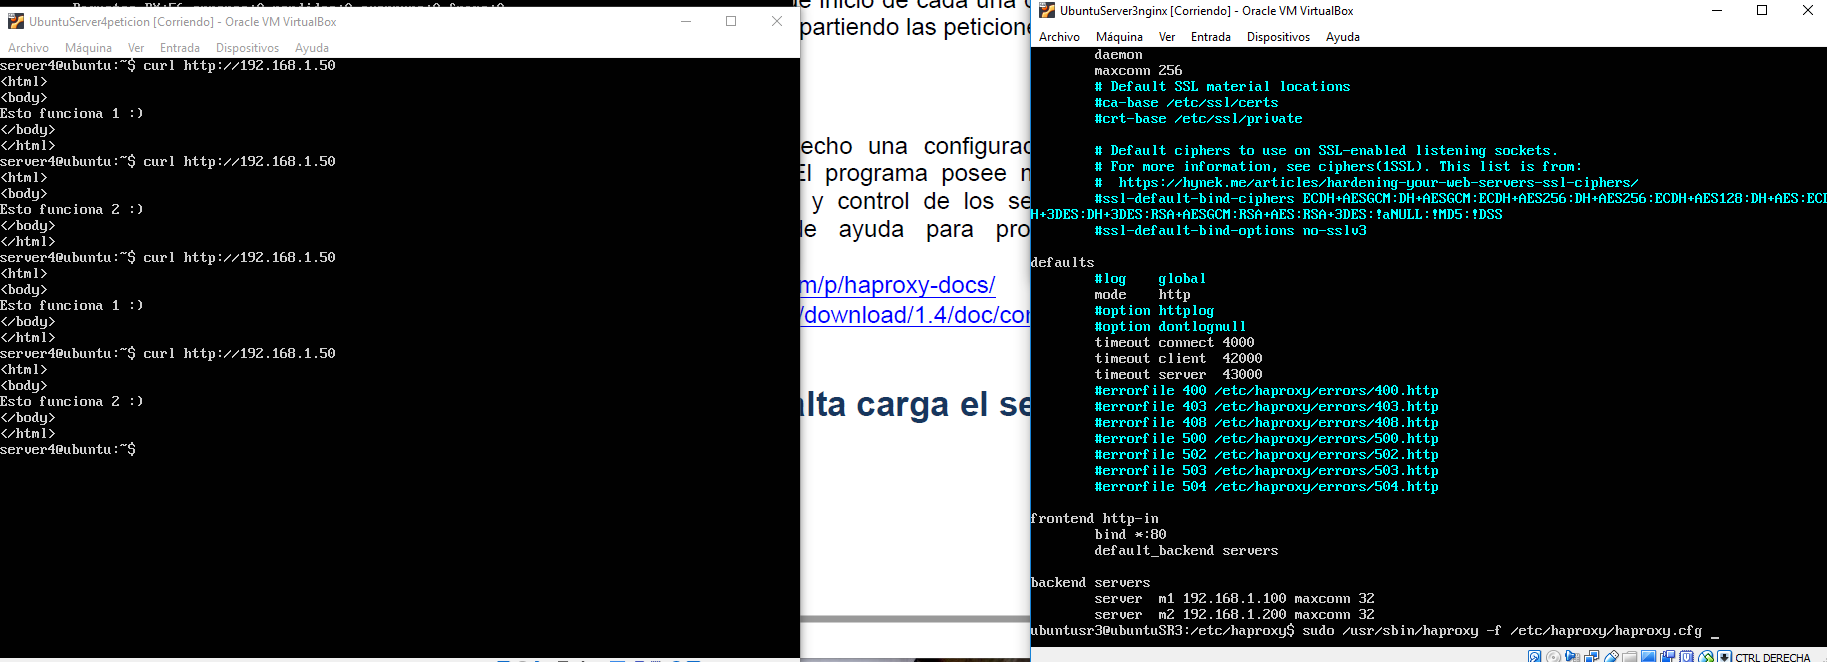 UbuntuServer4peticion [Corriendo] - Oracle VM VirtualBox
Archivo Máquina Ver Entrada Dispositivos Ayuda
server4@ubuntu:~$ curl http://192.168.1.50
<html>
<body>
Esto funciona 1 :)
</body>
</html>
server4@ubuntu:~$ curl http://192.168.1.50
<html>
<body>
Esto funciona 2 :)
</body>
</html>
server4@ubuntu:~$ curl http://192.168.1.50
<html>
<body>
Esto funciona 1 :)
</body>
</html>
server4@ubuntu:~$ curl http://192.168.1.50
<html>
<body>
Esto funciona 2 :)
</body>
</html>
server4@ubuntu:~$
e inicio de cada una
partiendo las peticione
echo una configurac
El programa posee
y control de los se
de ayuda para pro
m/p/haproxy-docs/
/download/1.4/doc/con
alta carga el se
UbuntuServer3nginx [Corriendo] - Oracle VM VirtualBox
Archivo Máquina Ver Entrada Dispositivos Ayuda
daemon
maxconn 256
# Default SSL material locations
#ca-base /etc/ssl/certs
#crt-base /etc/ssl/private
# Default ciphers to use on SSL-enabled listening sockets.
# For more information, see ciphers(1SSL). This list is from:
#  https://hynek.me/articles/hardening-your-web-servers-ssl-ciphers/
#ssl-default-bind-ciphers ECDH+AESGCM:DH+AESGCM:ECDH+AES256:DH+AES256:ECDH+AES128:DH+AES:ECD
H+3DES:DH+3DES:RSA+AESGCM:RSA+AES:RSA+3DES:!aNULL:!MD5:!DSS
#ssl-default-bind-options no-sslv3
defaults
#log    global
mode    http
#option httplog
#option dontlognull
timeout connect 4000
timeout client  42000
timeout server  43000
#errorfile 400 /etc/haproxy/errors/400.http
#errorfile 403 /etc/haproxy/errors/403.http
#errorfile 408 /etc/haproxy/errors/408.http
#errorfile 500 /etc/haproxy/errors/500.http
#errorfile 502 /etc/haproxy/errors/502.http
#errorfile 503 /etc/haproxy/errors/503.http
#errorfile 504 /etc/haproxy/errors/504.http
frontend http-in
bind *:80
default_backend servers
backend servers
server  m1 192.168.1.100 maxconn 32
server  m2 192.168.1.200 maxconn 32
ubuntusr3@ubuntuSR3:/etc/haproxy$ sudo /usr/sbin/haproxy -f /etc/haproxy/haproxy.cfg _
CTRL DERECHA